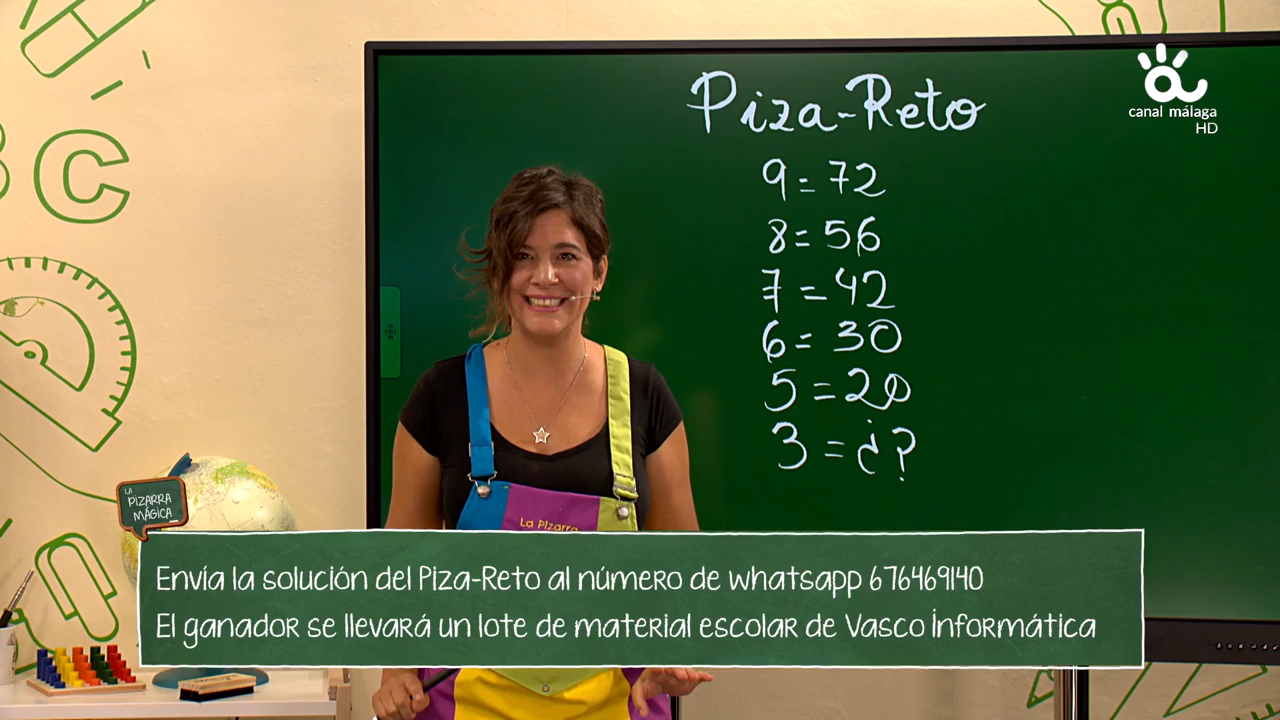 Piza-Reto
canal málaga
HD
9 = 72
8 = 56
7 = 42
6 = 30
5 = 20
3 = ¿?
BC
LA
PIZARRA
MÁGICA
La Pizarra
Envía la solución del Piza-Reto al número de whatsapp 676469140
El ganador se llevará un lote de material escolar de Vasco Informática